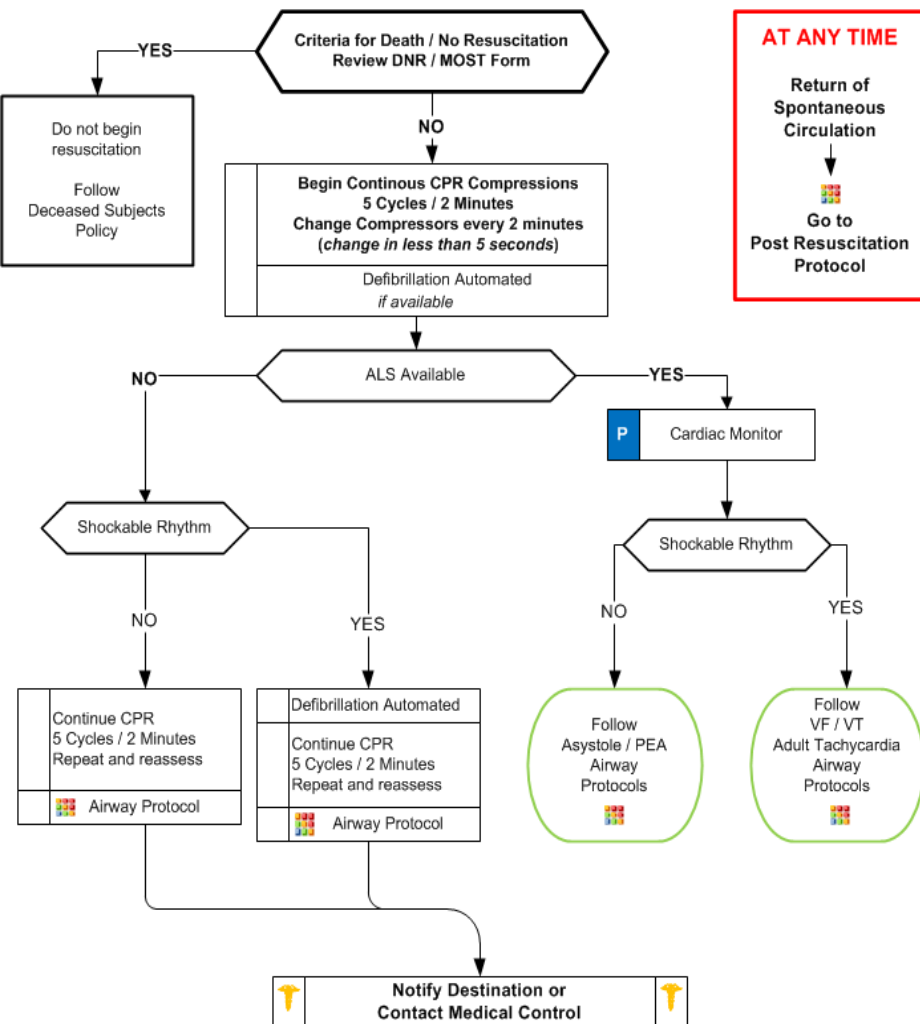 Criteria for Death / No Resuscitation
Review DNR / MOST Form
YES
NO
Do not begin
resuscitation
Follow
Deceased Subjects
Policy
AT ANY TIME
Return of
Spontaneous
Circulation
Go to
Post Resuscitation
Protocol
Begin Continous CPR Compressions
5 Cycles / 2 Minutes
Change Compressors every 2 minutes
(change in less than 5 seconds)
Defibrillation Automated
if available
ALS Available
NO
YES
P
Cardiac Monitor
Shockable Rhythm
NO
YES
Shockable Rhythm
NO
YES
Continue CPR
5 Cycles / 2 Minutes
Repeat and reassess
Airway Protocol
Defibrillation Automated
Continue CPR
5 Cycles / 2 Minutes
Repeat and reassess
Airway Protocol
Follow
Asystole / PEA
Airway
Protocols
Follow
VF / VT
Adult Tachycardia
Airway
Protocols
Notify Destination or
Contact Medical Control